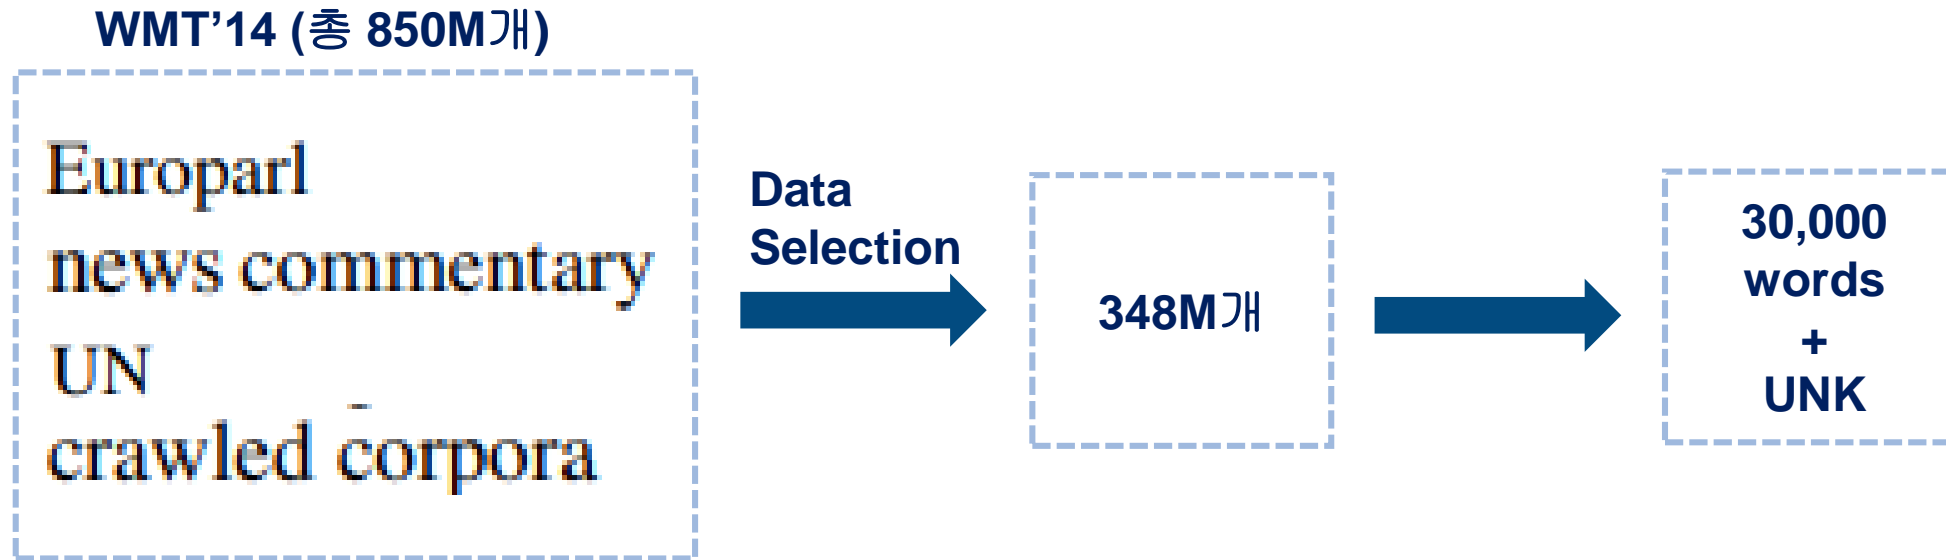 WMT’14 (총 850M개)
Europarl
news commentary
UN
crawled corpora
Data
Selection
348M개
30,000
words
+
UNK